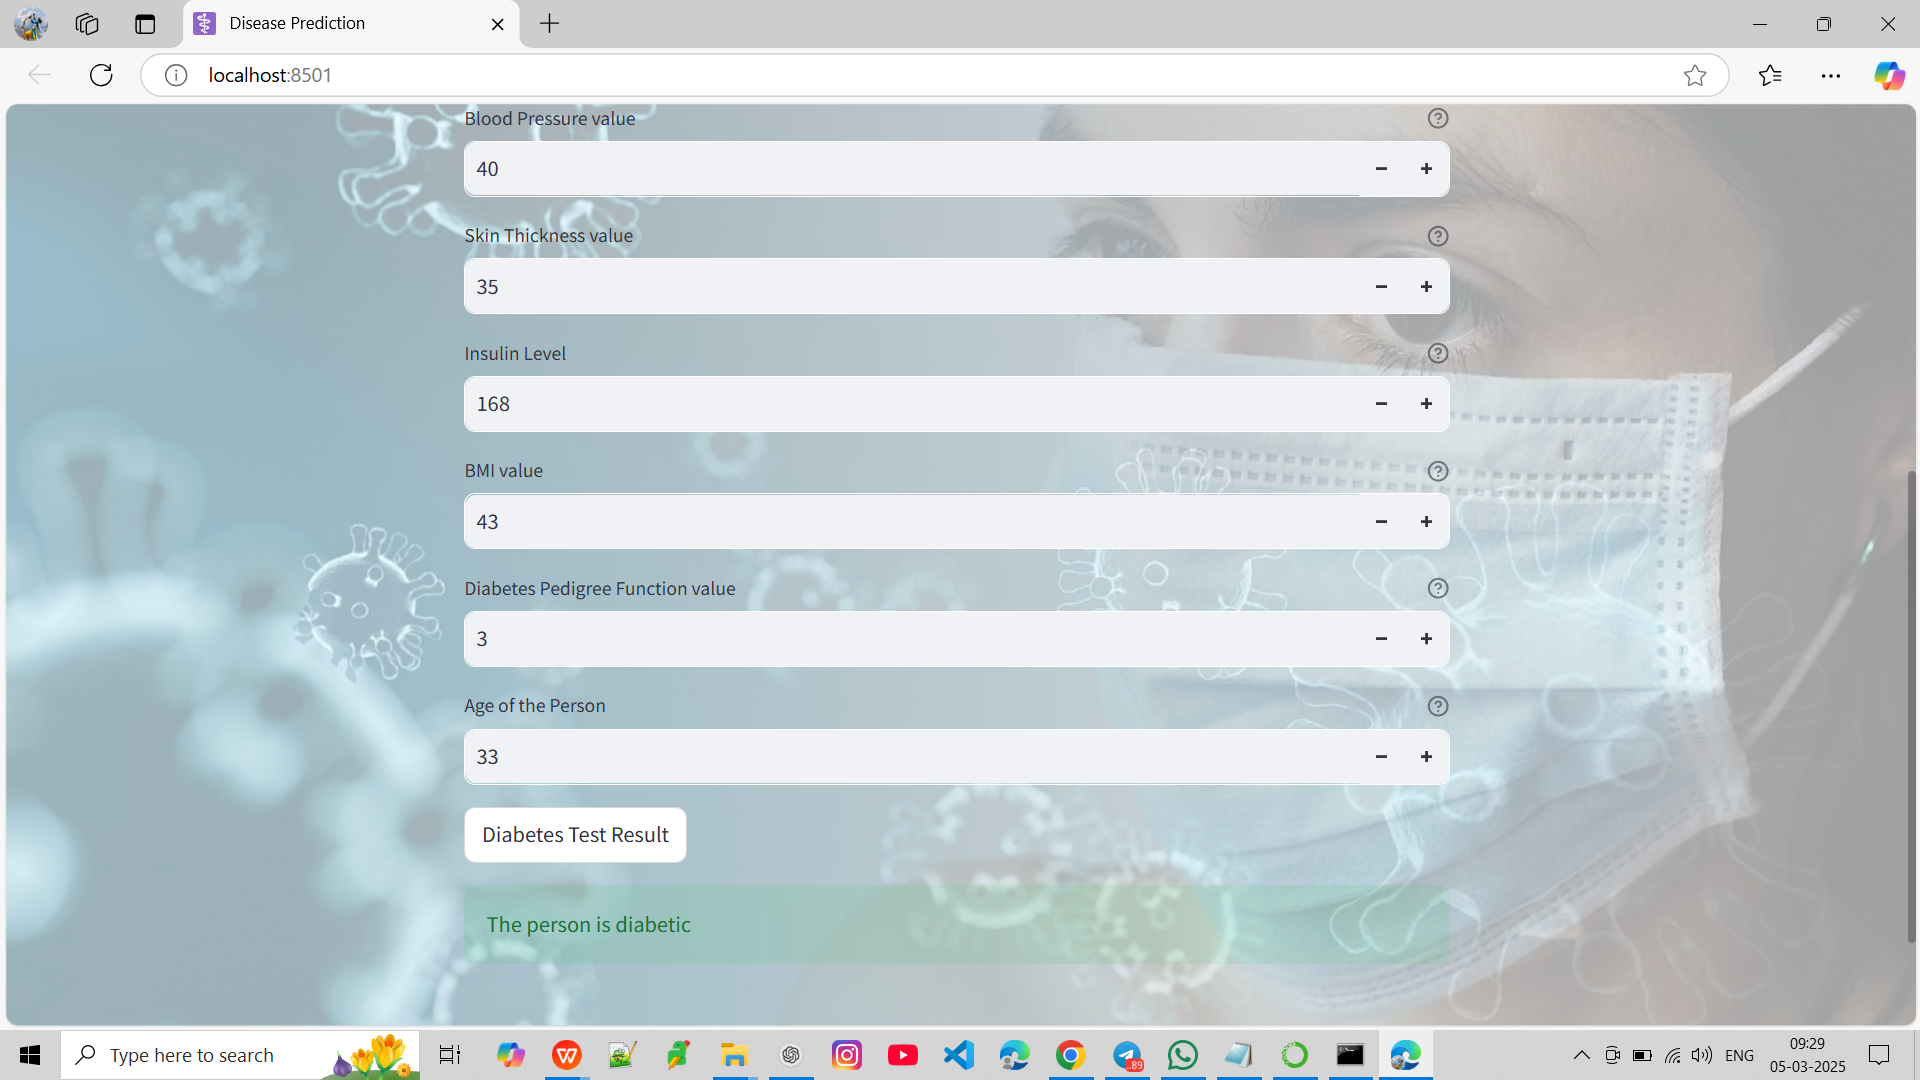 Disease Prediction
localhost:8501
Blood Pressure value
40
Skin Thickness value
35
Insulin Level
168
BMI value
43
Diabetes Pedigree Function value
3
Age of the Person
33
Diabetes Test Result
The person is diabetic
Type here to search
..89
ENG
09:29
05-03-2025